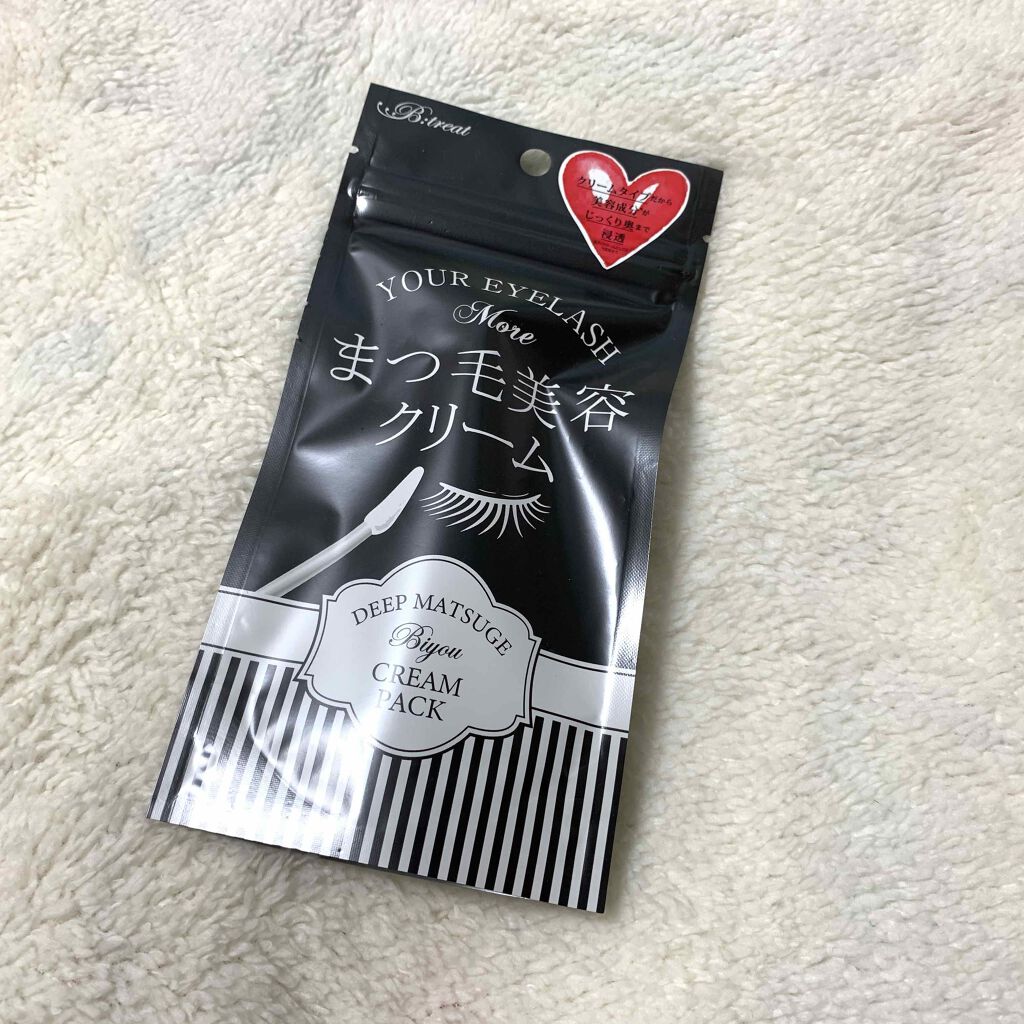 B:treat
クリームタイプだから
美容成分が
じっくり奥まで
浸透
YOUR EYELASH
More
まつ毛美容
クリーム
DEEP MATSUGE
Biyou
CREAM
PACK